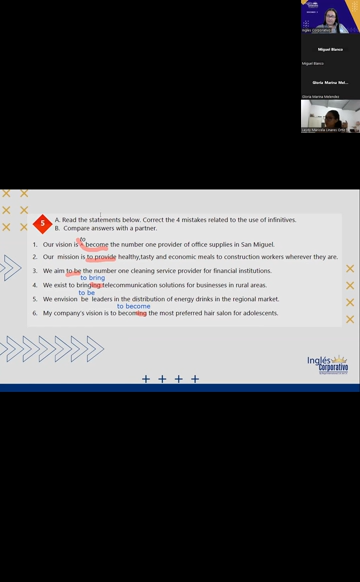 Miguel Blanco
Miguel Blanco
Gloria Marina Mel...
Gloria Marina Melendez
5
A. Read the statements below. Correct the 4 mistakes related to the use of infinitives.
B. Compare answers with a partner.
to
1. Our vision is become the number one provider of office supplies in San Miguel.
2. Our mission is to provide healthy,tasty and economic meals to construction workers wherever they are.
3. We aim to be the number one cleaning service provider for financial institutions.
to bring
4. We exist to bringing telecommunication solutions for businesses in rural areas.
to be
5. We envision be leaders in the distribution of energy drinks in the regional market.
to become
6. My company's vision is to becoming the most preferred hair salon for adolescents.
Inglés
Corporativo